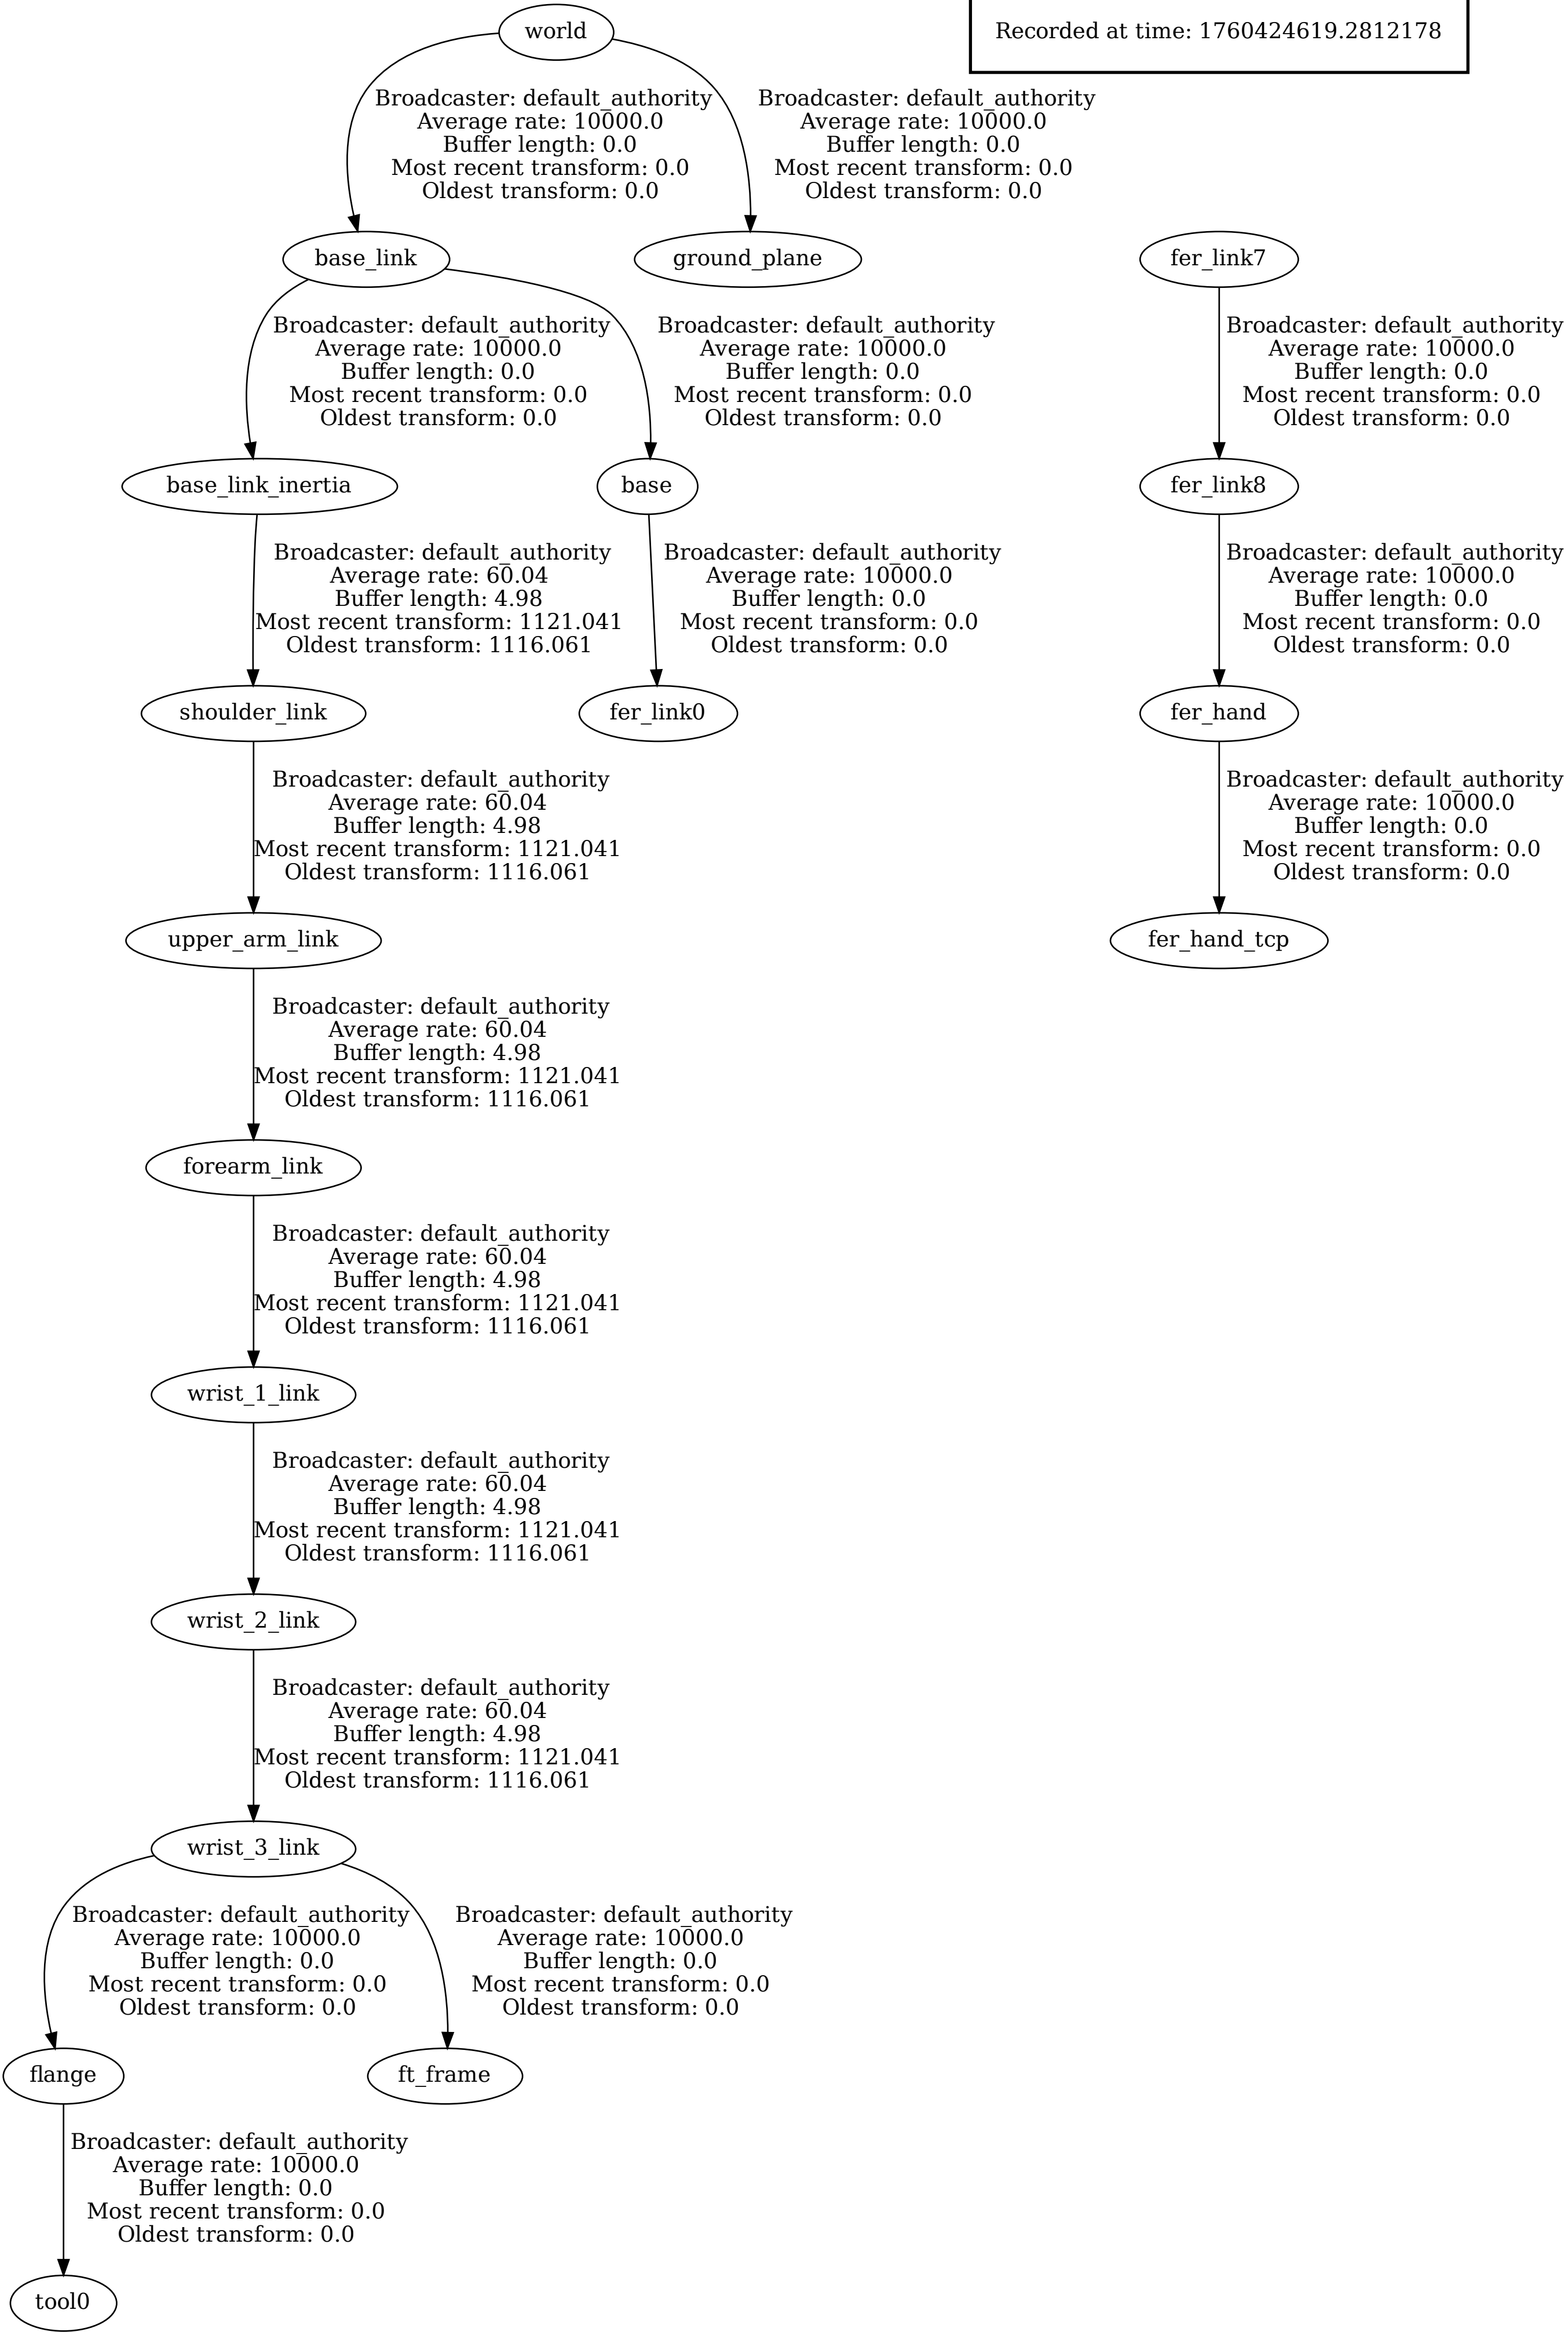 world
Recorded at time: 1760424619.2812178
Broadcaster: default_authority
Average rate: 10000.0
Buffer length: 0.0
Most recent transform: 0.0
Oldest transform: 0.0
Broadcaster: default_authority
Average rate: 10000.0
Buffer length: 0.0
Most recent transform: 0.0
Oldest transform: 0.0
base_link
ground_plane
fer_link7
Broadcaster: default_authority
Average rate: 10000.0
Buffer length: 0.0
Most recent transform: 0.0
Oldest transform: 0.0
Broadcaster: default_authority
Average rate: 10000.0
Buffer length: 0.0
Most recent transform: 0.0
Oldest transform: 0.0
Broadcaster: default_authority
Average rate: 10000.0
Buffer length: 0.0
Most recent transform: 0.0
Oldest transform: 0.0
base_link_inertia
base
fer_link8
Broadcaster: default_authority
Average rate: 60.04
Buffer length: 4.98
Most recent transform: 1121.041
Oldest transform: 1116.061
Broadcaster: default_authority
Average rate: 10000.0
Buffer length: 0.0
Most recent transform: 0.0
Oldest transform: 0.0
Broadcaster: default_authority
Average rate: 10000.0
Buffer length: 0.0
Most recent transform: 0.0
Oldest transform: 0.0
shoulder_link
fer_link0
fer_hand
Broadcaster: default_authority
Average rate: 60.04
Buffer length: 4.98
Most recent transform: 1121.041
Oldest transform: 1116.061
Broadcaster: default_authority
Average rate: 10000.0
Buffer length: 0.0
Most recent transform: 0.0
Oldest transform: 0.0
upper_arm_link
fer_hand_tcp
Broadcaster: default_authority
Average rate: 60.04
Buffer length: 4.98
Most recent transform: 1121.041
Oldest transform: 1116.061
forearm_link
Broadcaster: default_authority
Average rate: 60.04
Buffer length: 4.98
Most recent transform: 1121.041
Oldest transform: 1116.061
wrist_1_link
Broadcaster: default_authority
Average rate: 60.04
Buffer length: 4.98
Most recent transform: 1121.041
Oldest transform: 1116.061
wrist_2_link
Broadcaster: default_authority
Average rate: 60.04
Buffer length: 4.98
Most recent transform: 1121.041
Oldest transform: 1116.061
wrist_3_link
Broadcaster: default_authority
Average rate: 10000.0
Buffer length: 0.0
Most recent transform: 0.0
Oldest transform: 0.0
Broadcaster: default_authority
Average rate: 10000.0
Buffer length: 0.0
Most recent transform: 0.0
Oldest transform: 0.0
flange
ft_frame
Broadcaster: default_authority
Average rate: 10000.0
Buffer length: 0.0
Most recent transform: 0.0
Oldest transform: 0.0
tool0